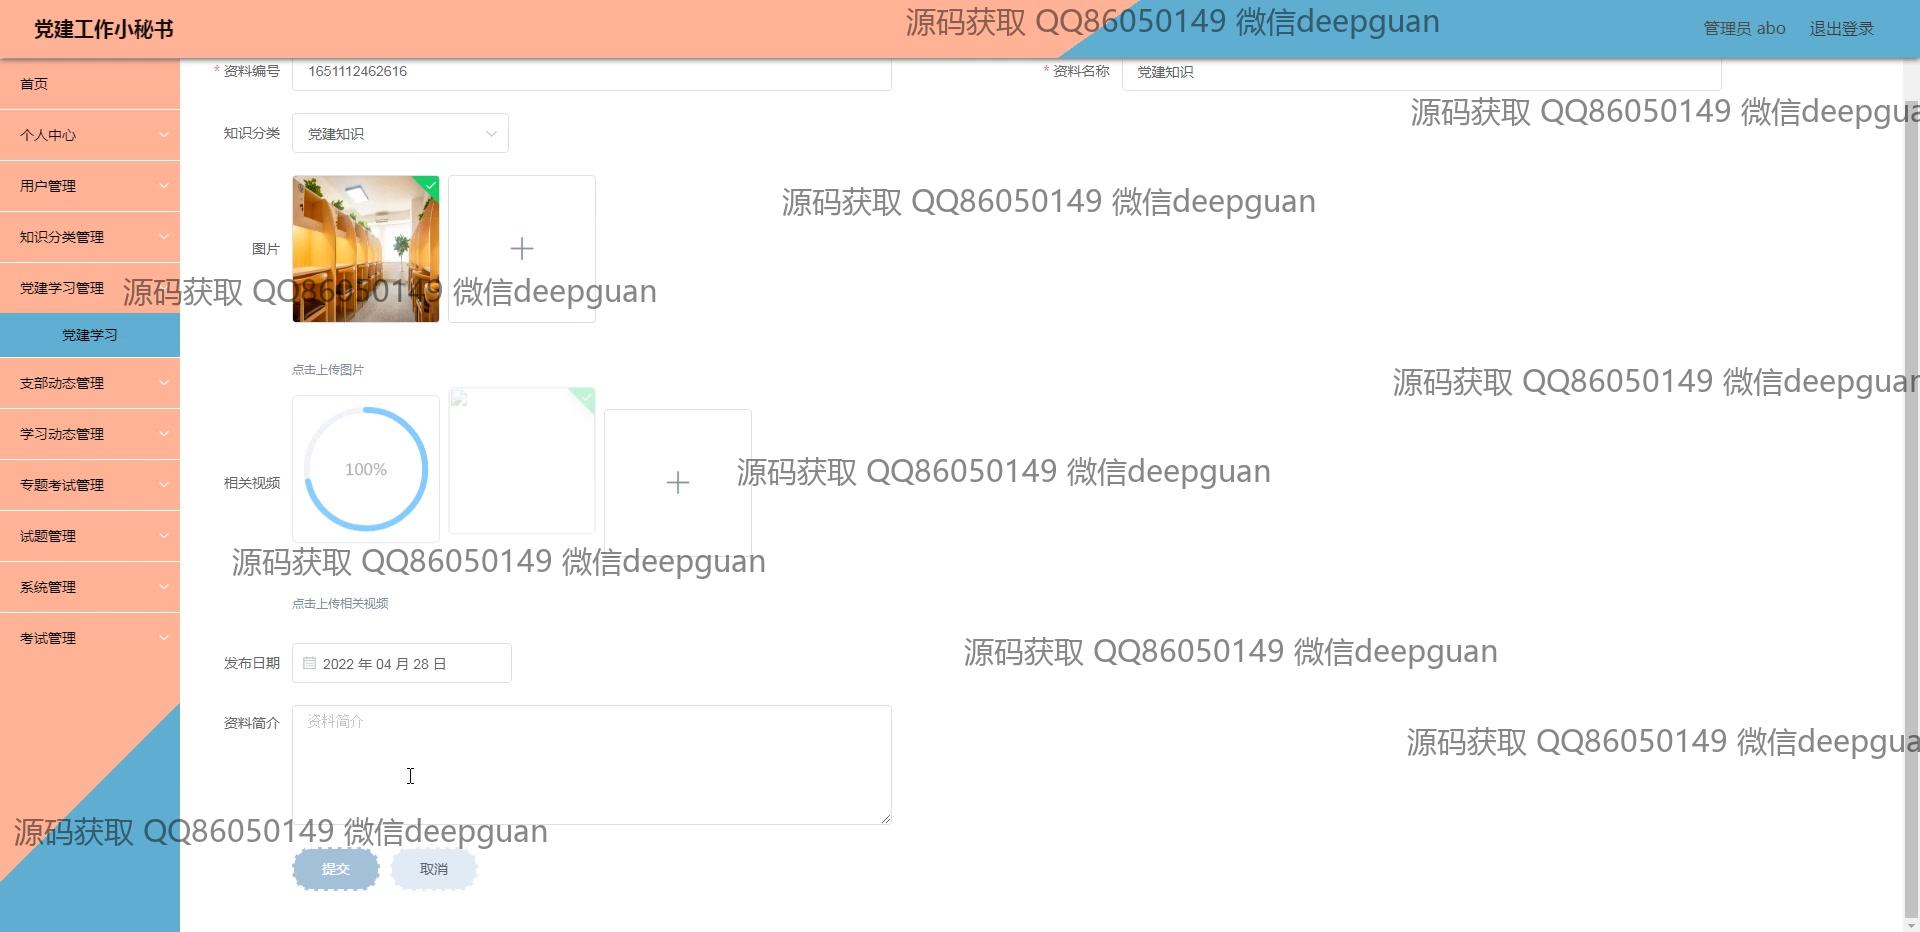 党建工作小秘书
源码获取 QQ86050149 微信deepguan
管理员 abo
退出登录
首页
* 资料编号
1651112462616
* 资料名称
党建知识
源码获取 QQ86050149 微信deepgua
个人中心
知识分类
党建知识
用户管理
源码获取 QQ86050149 微信deepguan
知识分类管理
图片
党建学习管理
源码获取 QQ86050149 微信deepguan
党建学习
点击上传图片
支部动态管理
源码获取 QQ86050149 微信deepguan
学习动态管理
100%
源码获取 QQ86050149 微信deepguan
专题考试管理
相关视频
试题管理
源码获取 QQ86050149 微信deepguan
系统管理
点击上传相关视频
考试管理
源码获取 QQ86050149 微信deepguan
发布日期
2022 年 04 月 28 日
资料简介
资料简介
源码获取 QQ86050149 微信deepgua
源码获取 QQ86050149 微信deepguan
提交
取消